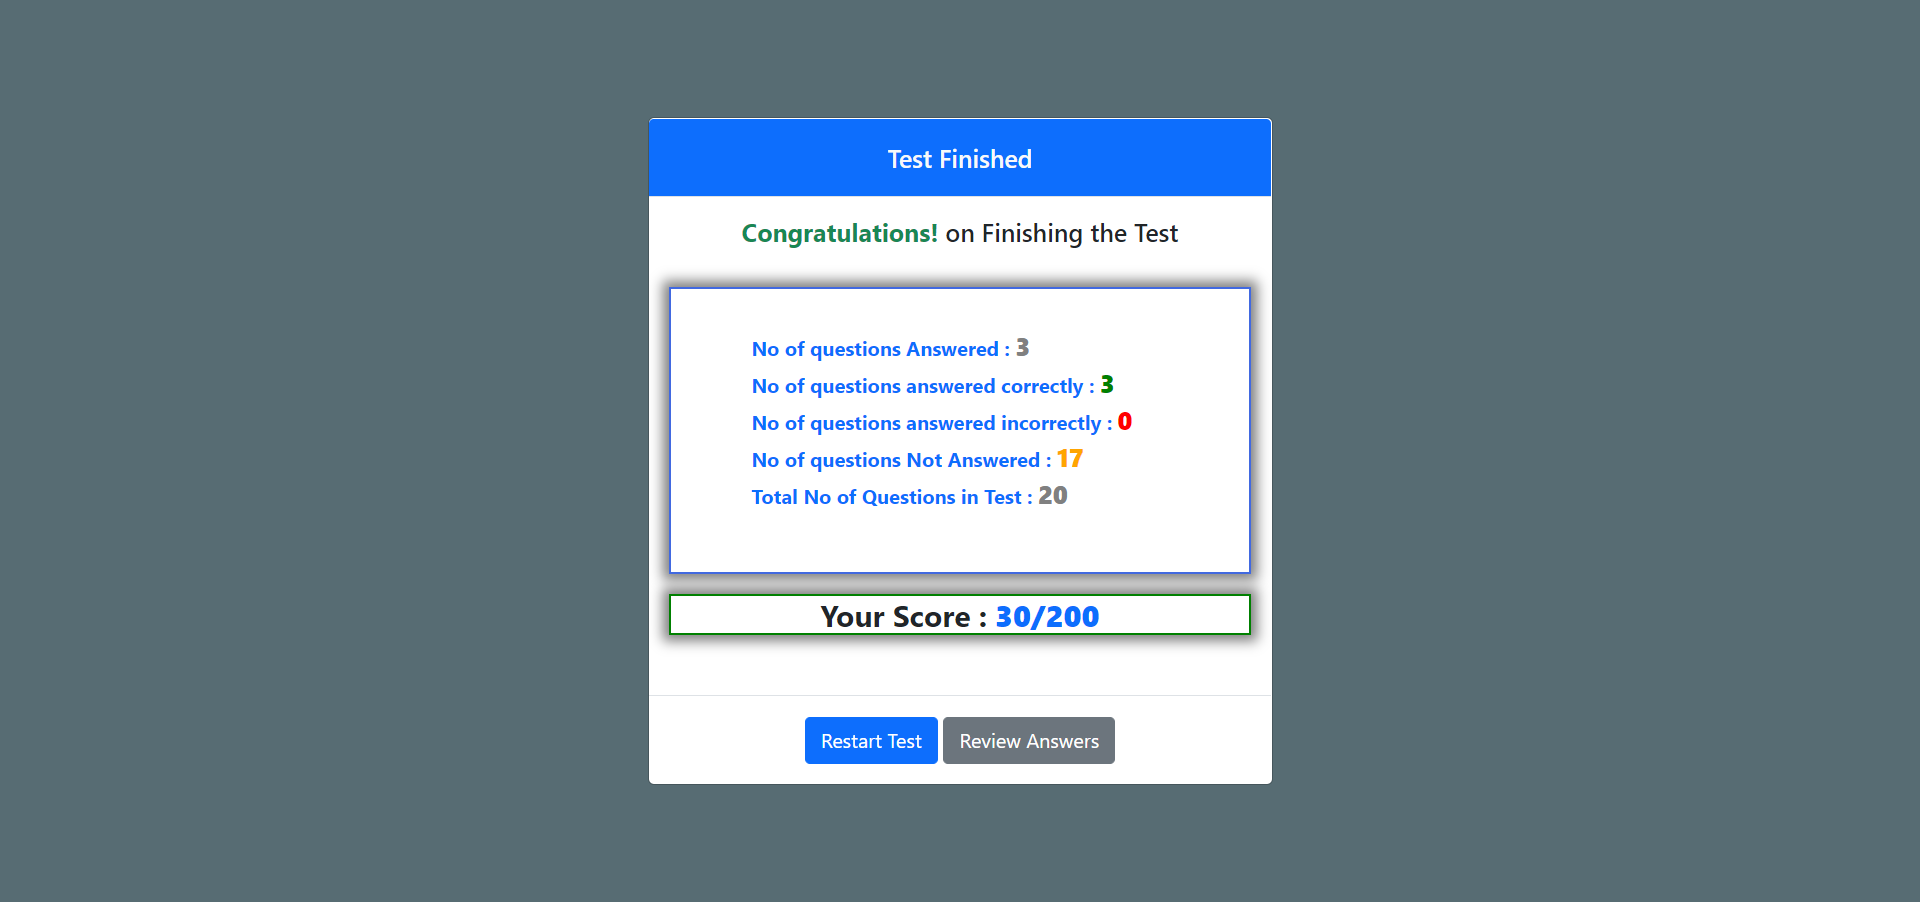 Test Finished
Congratulations! on Finishing the Test
No of questions Answered : 3
No of questions answered correctly : 3
No of questions answered incorrectly : 0
No of questions Not Answered : 17
Total No of Questions in Test : 20
Your Score : 30/200
Restart Test
Review Answers